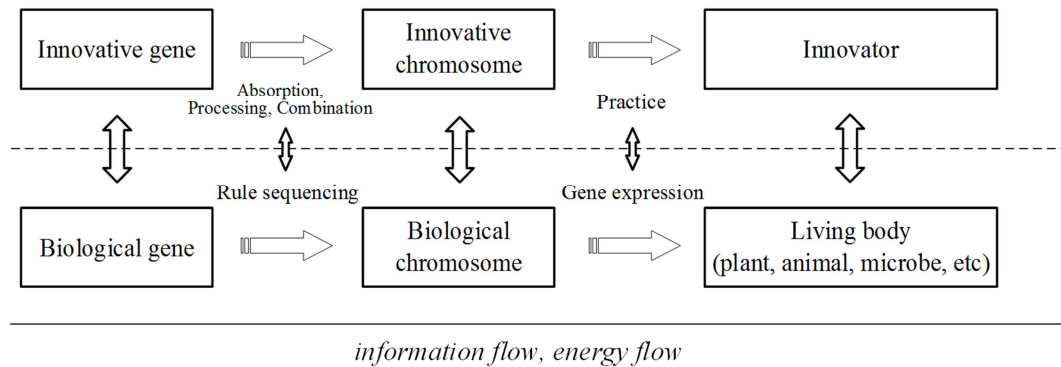 Innovative gene
Innovative
chromosome
Innovator
Absorption,
Processing, Combination
Practice
Rule sequencing
Gene expression
Biological gene
Biological
chromosome
Living body
(plant, animal, microbe, etc)
information flow, energy flow